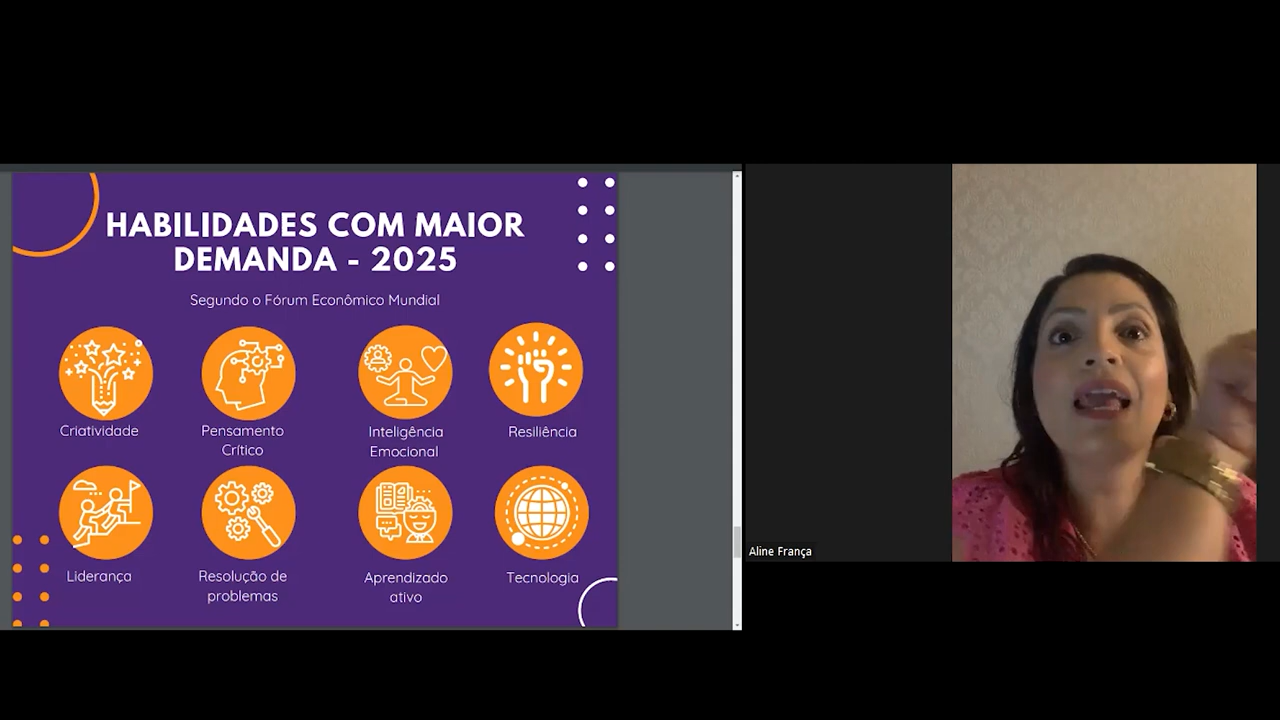 HABILIDADES COM MAIOR
DEMANDA - 2025
Segundo o Fórum Econômico Mundial
Criatividade
Pensamento
Crítico
Inteligência
Emocional
Resiliência
Liderança
Resolução de
problemas
Aprendizado
ativo
Tecnologia
Aline França